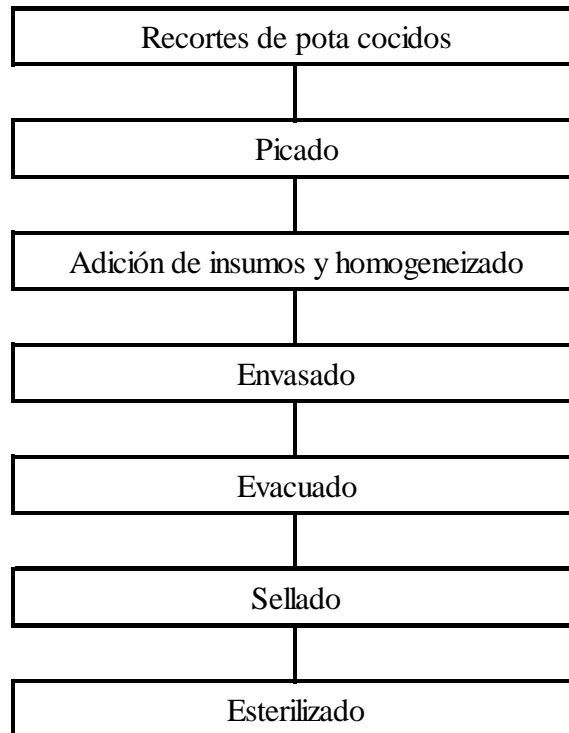 Recortes de pota cocidos
Picado
Adición de insumos y homogeneizado
Envasado
Evacuado
Sellado
Esterilizado